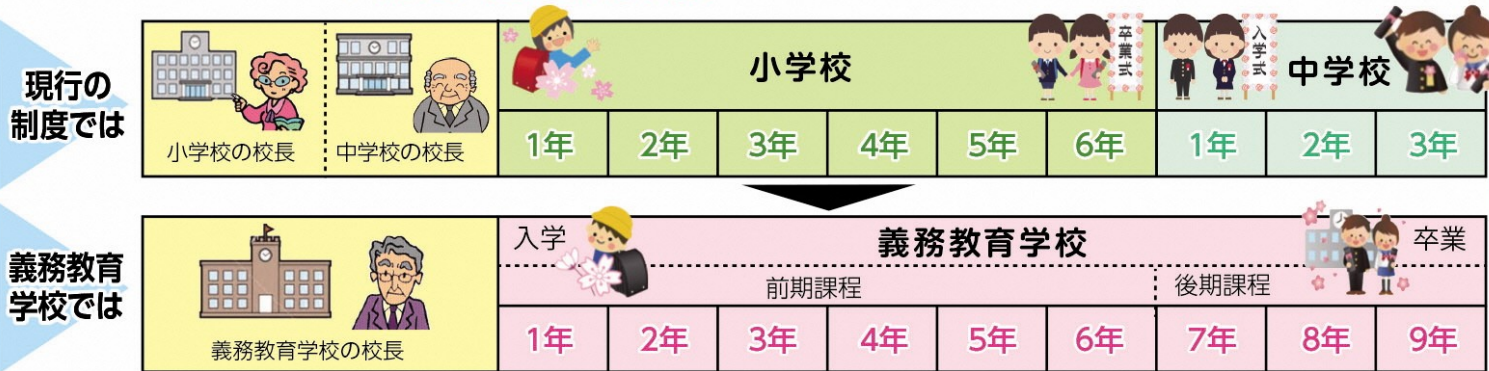 現行の
制度では
小学校の校長
中学校の校長
小学校
卒業式
入学式
中学校
1年 2年 3年 4年 5年 6年 1年 2年 3年
義務教育
学校では
義務教育学校の校長
入学
義務教育学校
卒業
前期課程
後期課程
1年 2年 3年 4年 5年 6年 7年 8年 9年